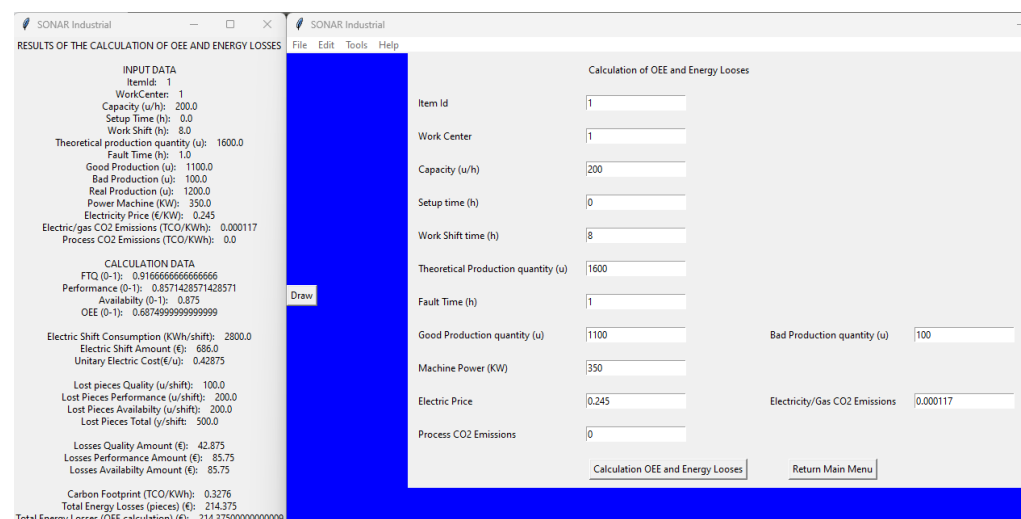 SONAR Industrial
RESULTS OF THE CALCULATION OF OEE AND ENERGY LOSSES
INPUT DATA
ItemId: 1
WorkCenter: 1
Capacity (u/h): 200.0
Setup Time (h): 0.0
Work Shift (h): 8.0
Theoretical production quantity (u): 1600.0
Fault Time (h): 1.0
Good Production (u): 1100.0
Bad Production (u): 100.0
Real Production (u): 1200.0
Power Machine (KW): 350.0
Electricity Price (€/KW): 0.245
Electric/gas CO2 Emissions (TCO/KWh): 0.000117
Process CO2 Emissions (TCO/KWh): 0.0
CALCULATION DATA
FTQ (0-1): 0.9166666666666666
Performance (0-1): 0.8571428571428571
Availabilty (0-1): 0.875
OEE (0-1): 0.6874999999999999
Electric Shift Consumption (KWh/shift): 2800.0
Electric Shift Amount (€): 686.0
Unitary Electric Cost(€/u): 0.42875
Lost pieces Quality (u/shift): 100.0
Lost Pieces Performance (u/shift): 200.0
Lost Pieces Availabilty (u/shift): 200.0
Lost Pieces Total (y/shift: 500.0
Losses Quality Amount (€): 42.875
Losses Performance Amount (€): 85.75
Losses Availabilty Amount (€): 85.75
Carbon Footprint (TCO/KWh): 0.3276
Total Energy Losses (pieces) (€): 214.375
Total Energy Losses (OEE calculation) (€): 214.37500000000009
SONAR Industrial
File Edit Tools Help
Draw
Calculation of OEE and Energy Looses
Item Id 1
Work Center 1
Capacity (u/h) 200
Setup time (h) 0
Work Shift time (h) 8
Theoretical Production quantity (u) 1600
Fault Time (h) 1
Good Production quantity (u) 1100 Bad Production quantity (u) 100
Machine Power (KW) 350
Electric Price 0.245 Electricity/Gas CO2 Emissions 0.000117
Process CO2 Emissions 0
Calculation OEE and Energy Looses Return Main Menu